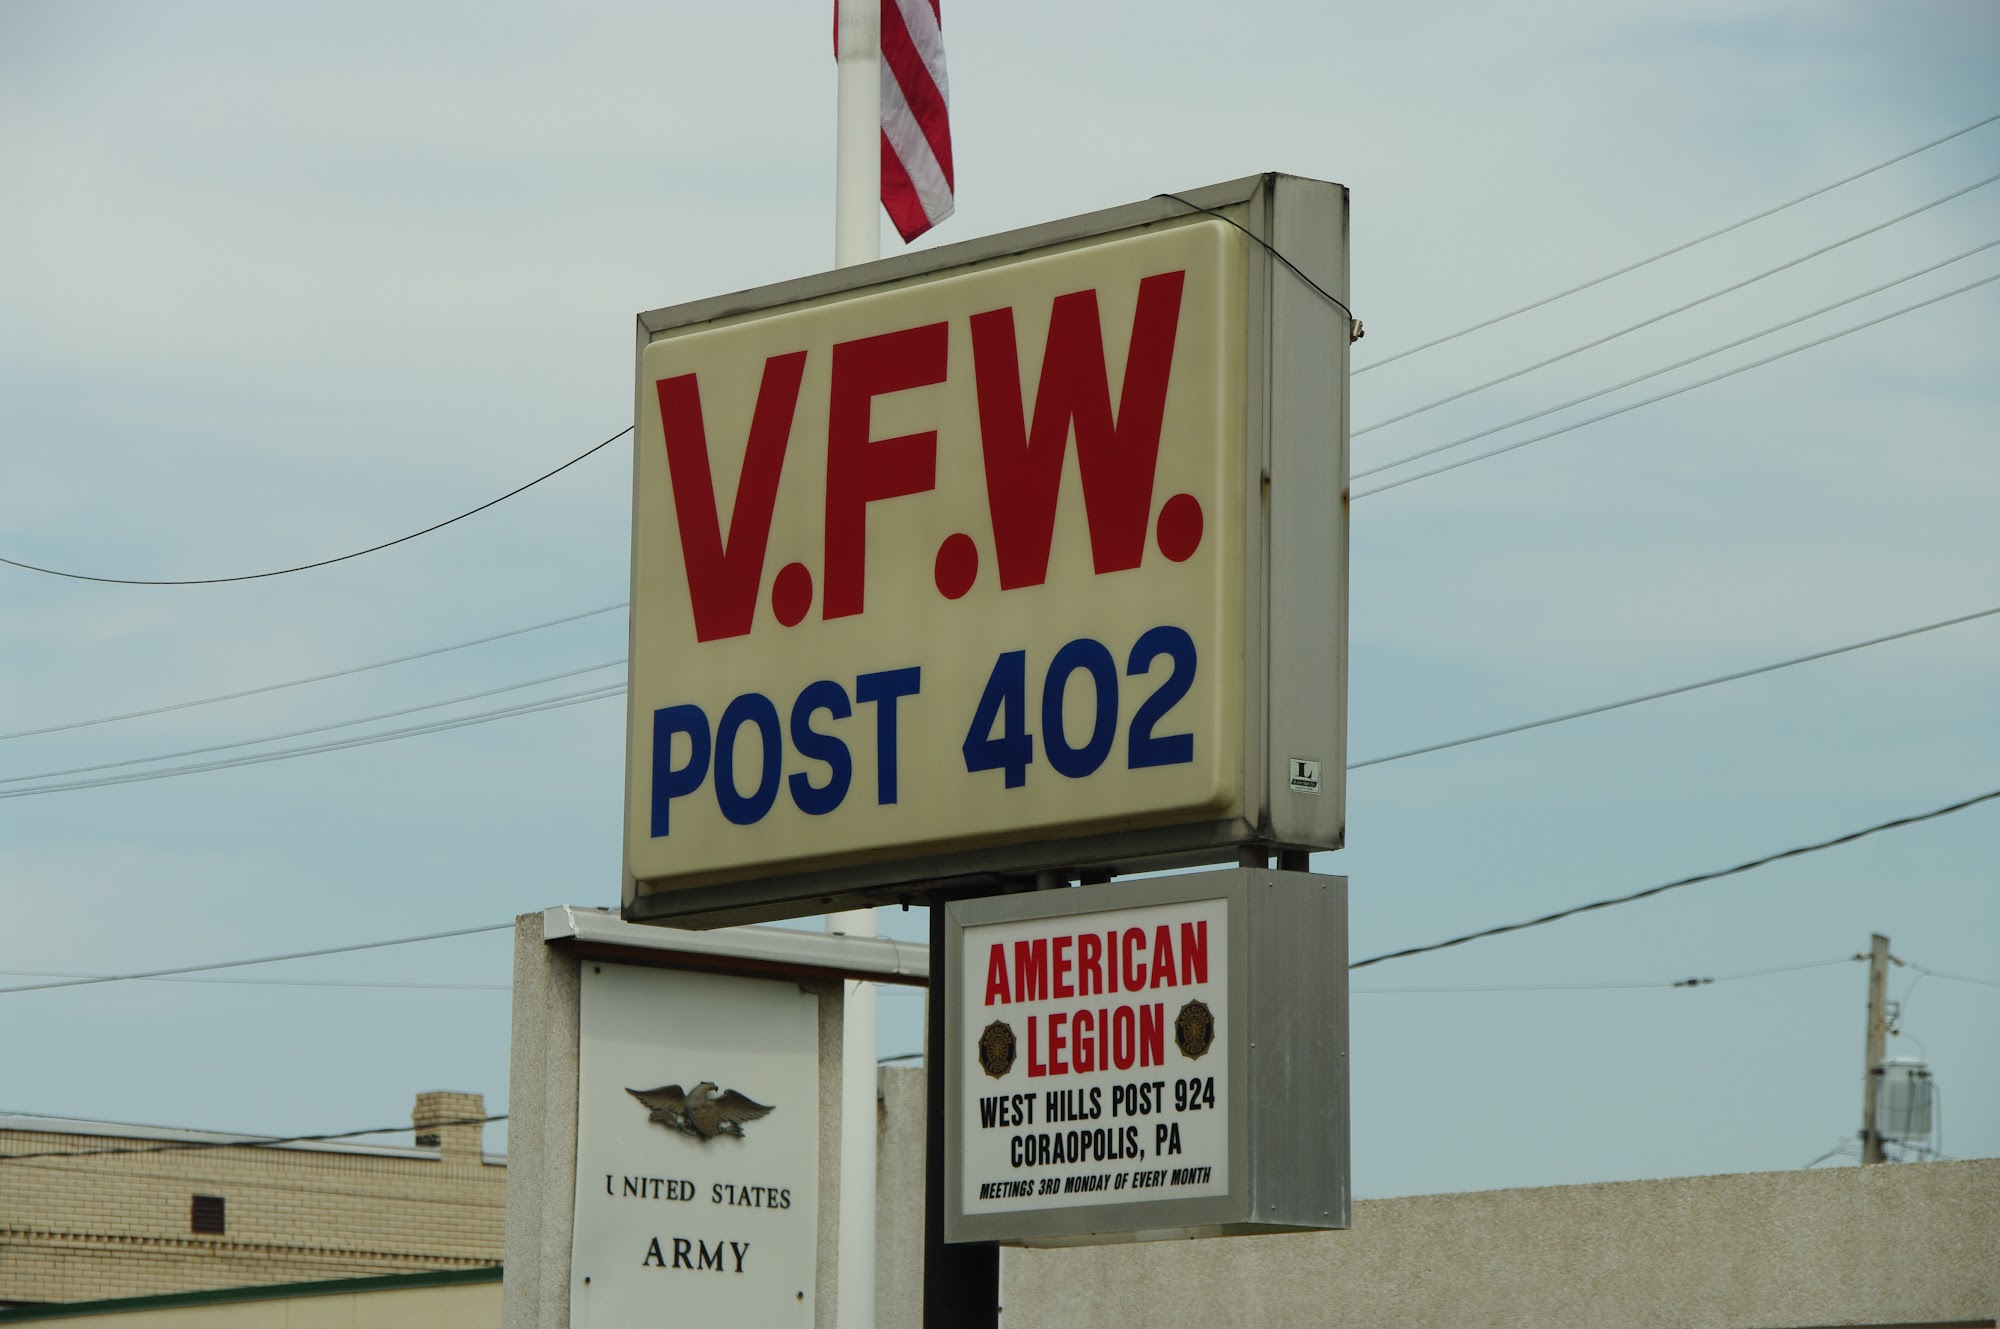 V.F.W.
POST 402
L
AMERICAN
LEGION
WEST HILLS POST 924
CORAOPOLIS, PA
MEETINGS 3RD MONDAY OF EVERY MONTH
UNITED STATES
ARMY